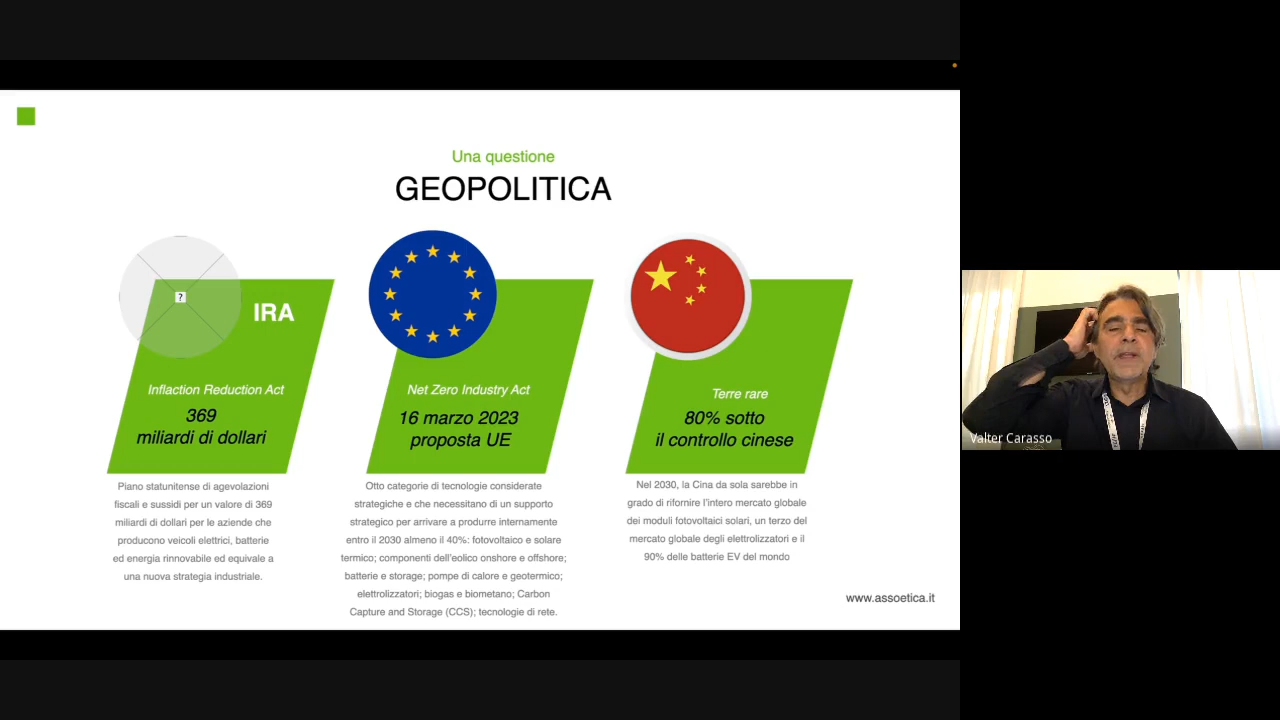 Una questione
GEOPOLITICA
?
IRA
Inflaction Reduction Act
369
miliardi di dollari
Piano statunitense di agevolazioni
fiscali e sussidi per un valore di 369
miliardi di dollari per le aziende che
producono veicoli elettrici, batterie
ed energia rinnovabile ed equivale a
una nuova strategia industriale.
Net Zero Industry Act
16 marzo 2023
proposta UE
Otto categorie di tecnologie considerate
strategiche e che necessitano di un supporto
strategico per arrivare a produrre internamente
entro il 2030 almeno il 40%: fotovoltaico e solare
termico; componenti dell'eolico onshore e offshore;
batterie e storage; pompe di calore e geotermico;
elettrolizzatori; biogas e biometano; Carbon
Capture and Storage (CCS); tecnologie di rete.
Terre rare
80% sotto
il controllo cinese
Nel 2030, la Cina da sola sarebbe in
grado di rifornire l'intero mercato globale
dei moduli fotovoltaici solari, un terzo del
mercato globale degli elettrolizzatori e il
90% delle batterie EV del mondo
www.assoetica.it
Valter Carasso